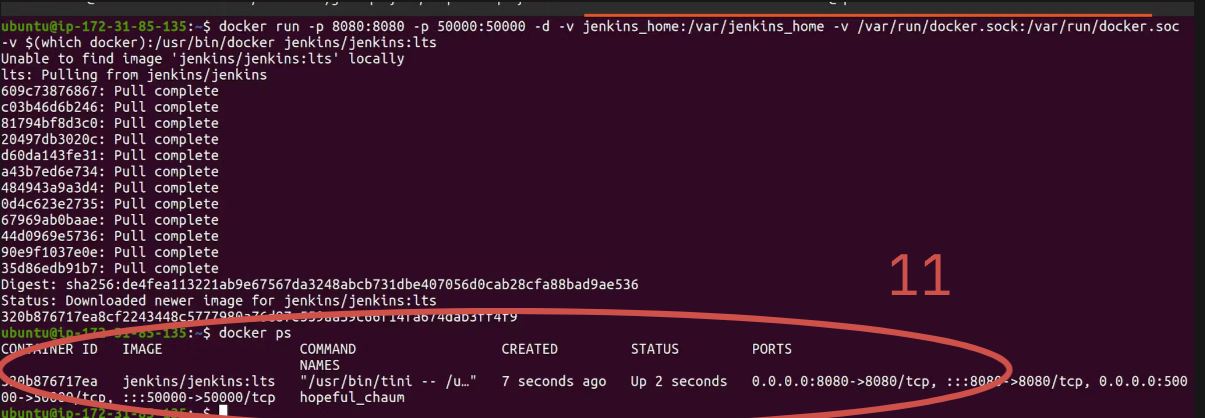 ubuntu@ip-172-31-85-135:~$ docker run -p 8080:8080 -p 50000:50000 -d -v jenkins_home:/var/jenkins_home -v /var/run/docker.sock:/var/run/docker.soc
-v $(which docker):/usr/bin/docker jenkins/jenkins:lts
Unable to find image 'jenkins/jenkins:lts' locally
lts: Pulling from jenkins/jenkins
609c73876867: Pull complete
c03b46d6b246: Pull complete
81794bf8d3c0: Pull complete
20497db3020c: Pull complete
d60da143fe31: Pull complete
a43b7ed6e734: Pull complete
484943a9a3d4: Pull complete
0d4c623e2735: Pull complete
67969ab0baae: Pull complete
44d0969e5736: Pull complete
90e9f1037e0e: Pull complete
35d86edb91b7: Pull complete
11
Digest: sha256:de4fea113221ab9e67567da3248abcb731dbe407056d0cab28cfa88bad9ae536
Status: Downloaded newer image for jenkins/jenkins:lts
ubuntu@ip-172-31-85-135:~$ docker ps
CONTAINER ID IMAGE COMMAND CREATED STATUS PORTS
NAMES
320b876717ea jenkins/jenkins:lts "/usr/bin/tini -- /u…" 7 seconds ago Up 2 seconds 0.0.0.0:8080->8080/tcp, :::8080->8080/tcp, 0.0.0.0:500
00->50000/tcp, :::50000->50000/tcp hopeful_chaum
ubuntu@ip-172-31-85-135:~$